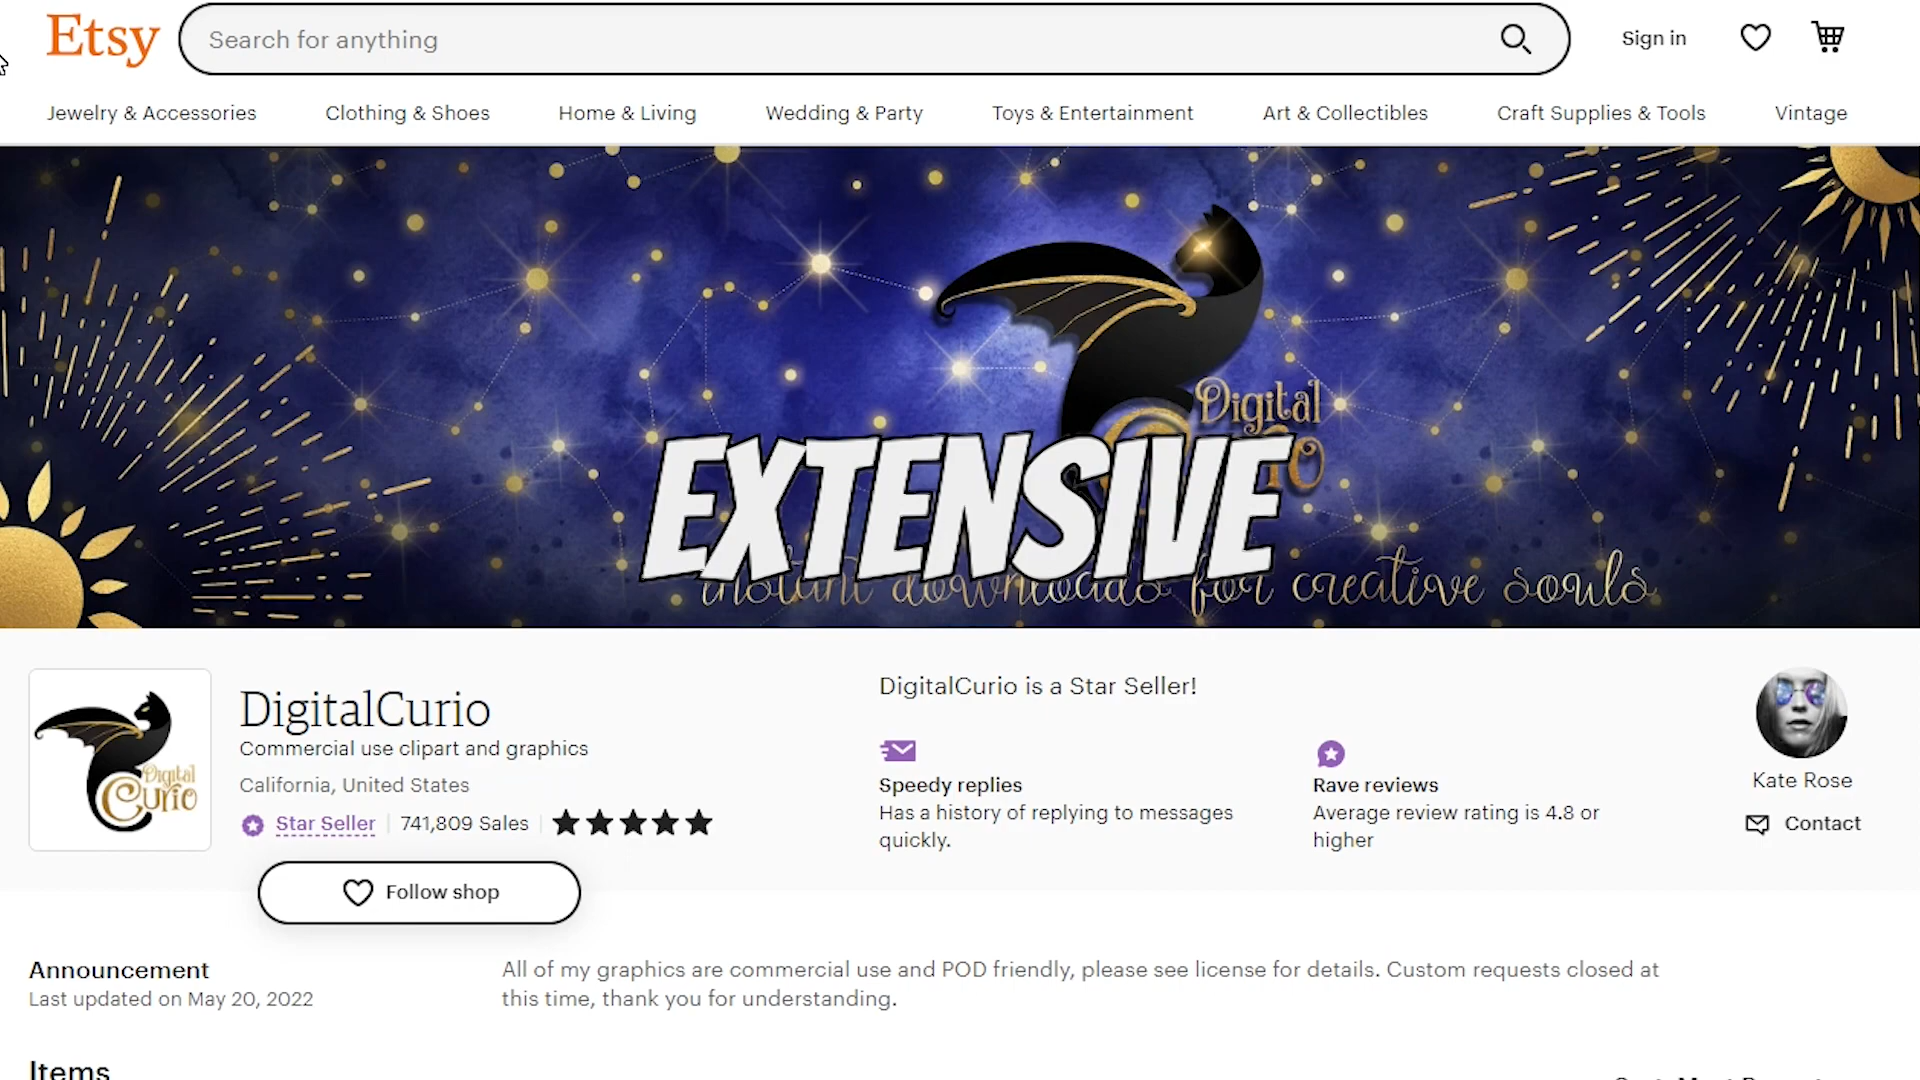 Etsy
Search for anything
Sign in
Jewelry & Accessories
Clothing & Shoes
Home & Living
Wedding & Party
Toys & Entertainment
Art & Collectibles
Craft Supplies & Tools
Vintage
Digital
EXTENSIVE
instant downloads for creative souls
Digital
Curio
DigitalCurio
Commercial use clipart and graphics
California, United States
Star Seller
741,809 Sales
Follow shop
DigitalCurio is a Star Seller!
Speedy replies
Has a history of replying to messages
quickly.
Rave reviews
Average review rating is 4.8 or
higher
Kate Rose
Contact
Announcement
Last updated on May 20, 2022
All of my graphics are commercial use and POD friendly, please see license for details. Custom requests closed at
this time, thank you for understanding.
Items